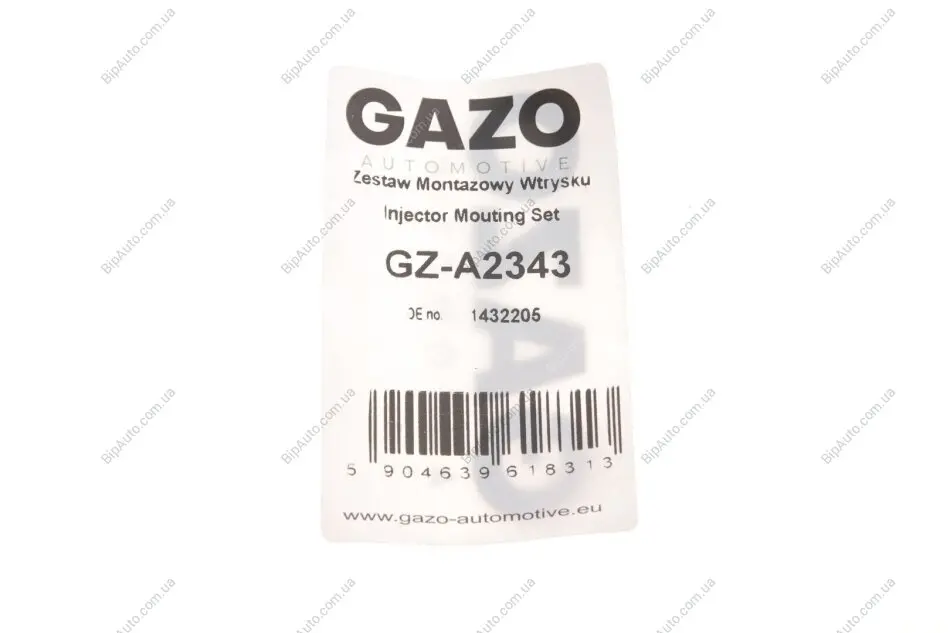 GAZO
AUTOMOTIVE
Zestaw Montazowy Wtrysku
Injector Mouting Set
GZ-A2343
OE no. 1432205
5 904639 618313
www.gazo-automotive.eu
BipAuto.com.ua